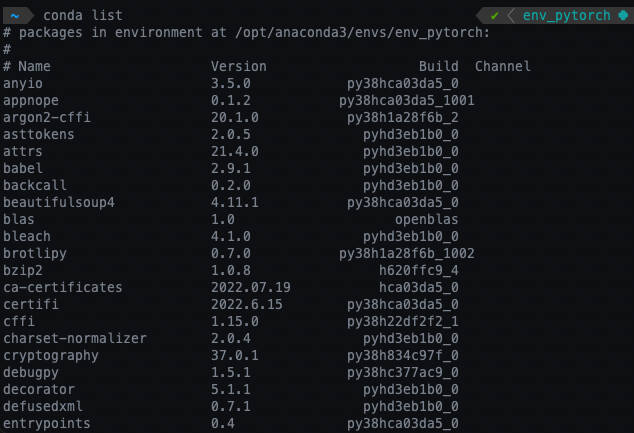 ~ conda list ✔ env_pytorch
# packages in environment at /opt/anaconda3/envs/env_pytorch:
#
# Name Version Build Channel
anyio 3.5.0 py38hca03da5_0
appnope 0.1.2 py38hca03da5_1001
argon2-cffi 20.1.0 py38h1a28f6b_2
asttokens 2.0.5 pyhd3eb1b0_0
attrs 21.4.0 pyhd3eb1b0_0
babel 2.9.1 pyhd3eb1b0_0
backcall 0.2.0 pyhd3eb1b0_0
beautifulsoup4 4.11.1 py38hca03da5_0
blas 1.0 openblas
bleach 4.1.0 pyhd3eb1b0_0
brotlipy 0.7.0 py38h1a28f6b_1002
bzip2 1.0.8 h620ffc9_4
ca-certificates 2022.07.19 hca03da5_0
certifi 2022.6.15 py38hca03da5_0
cffi 1.15.0 py38h22df2f2_1
charset-normalizer 2.0.4 pyhd3eb1b0_0
cryptography 37.0.1 py38h834c97f_0
debugpy 1.5.1 py38hc377ac9_0
decorator 5.1.1 pyhd3eb1b0_0
defusedxml 0.7.1 pyhd3eb1b0_0
entrypoints 0.4 py38hca03da5_0